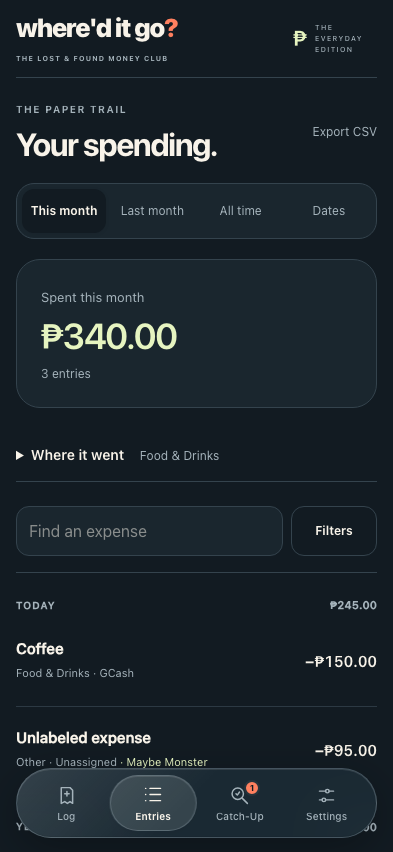 where'd it go?
THE LOST & FOUND MONEY CLUB
₱
THE
EVERYDAY
EDITION
THE PAPER TRAIL
Your spending.
Export CSV
This month
Last month
All time
Dates
Spent this month
₱340.00
3 entries
Where it went
Food & Drinks
Find an expense
Filters
TODAY
₱245.00
Coffee
Food & Drinks · GCash
−₱150.00
Unlabeled expense
Other · Unassigned · Maybe Monster
−₱95.00
Log
Entries
1
Catch-Up
Settings